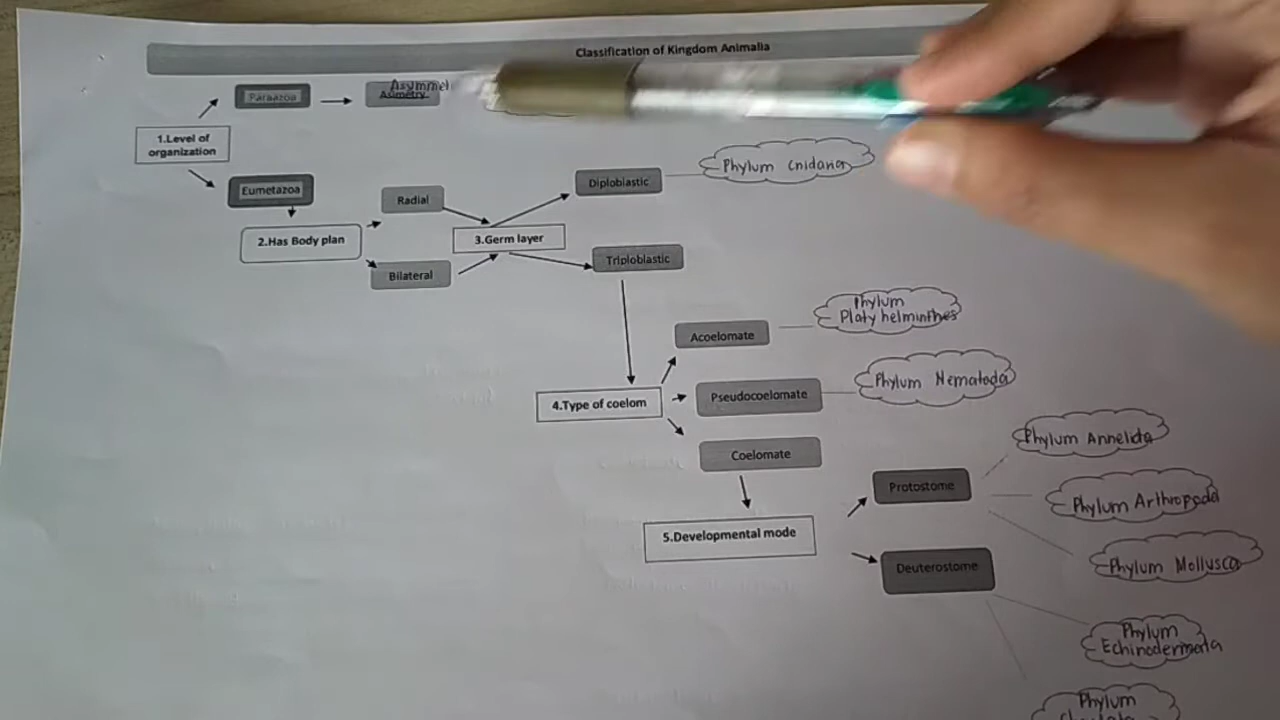 Classification of Kingdom Animalia
Parazoa
Asymmet
Asimetry
1.Level of
organization
Eumetazoa
2.Has Body plan
Radial
Bilateral
3.Germ layer
Diploblastic
Phylum Cnidaria
Triploblastic
Acoelomate
Phylum
Platyhelminthes
4.Type of coelom
Pseudocoelomate
Phylum Nematoda
Coelomate
5.Developmental mode
Protostome
Phylum Annelida
Phylum Arthropoda
Phylum Mollusca
Deuterostome
Phylum
Echinodermata
Phylum